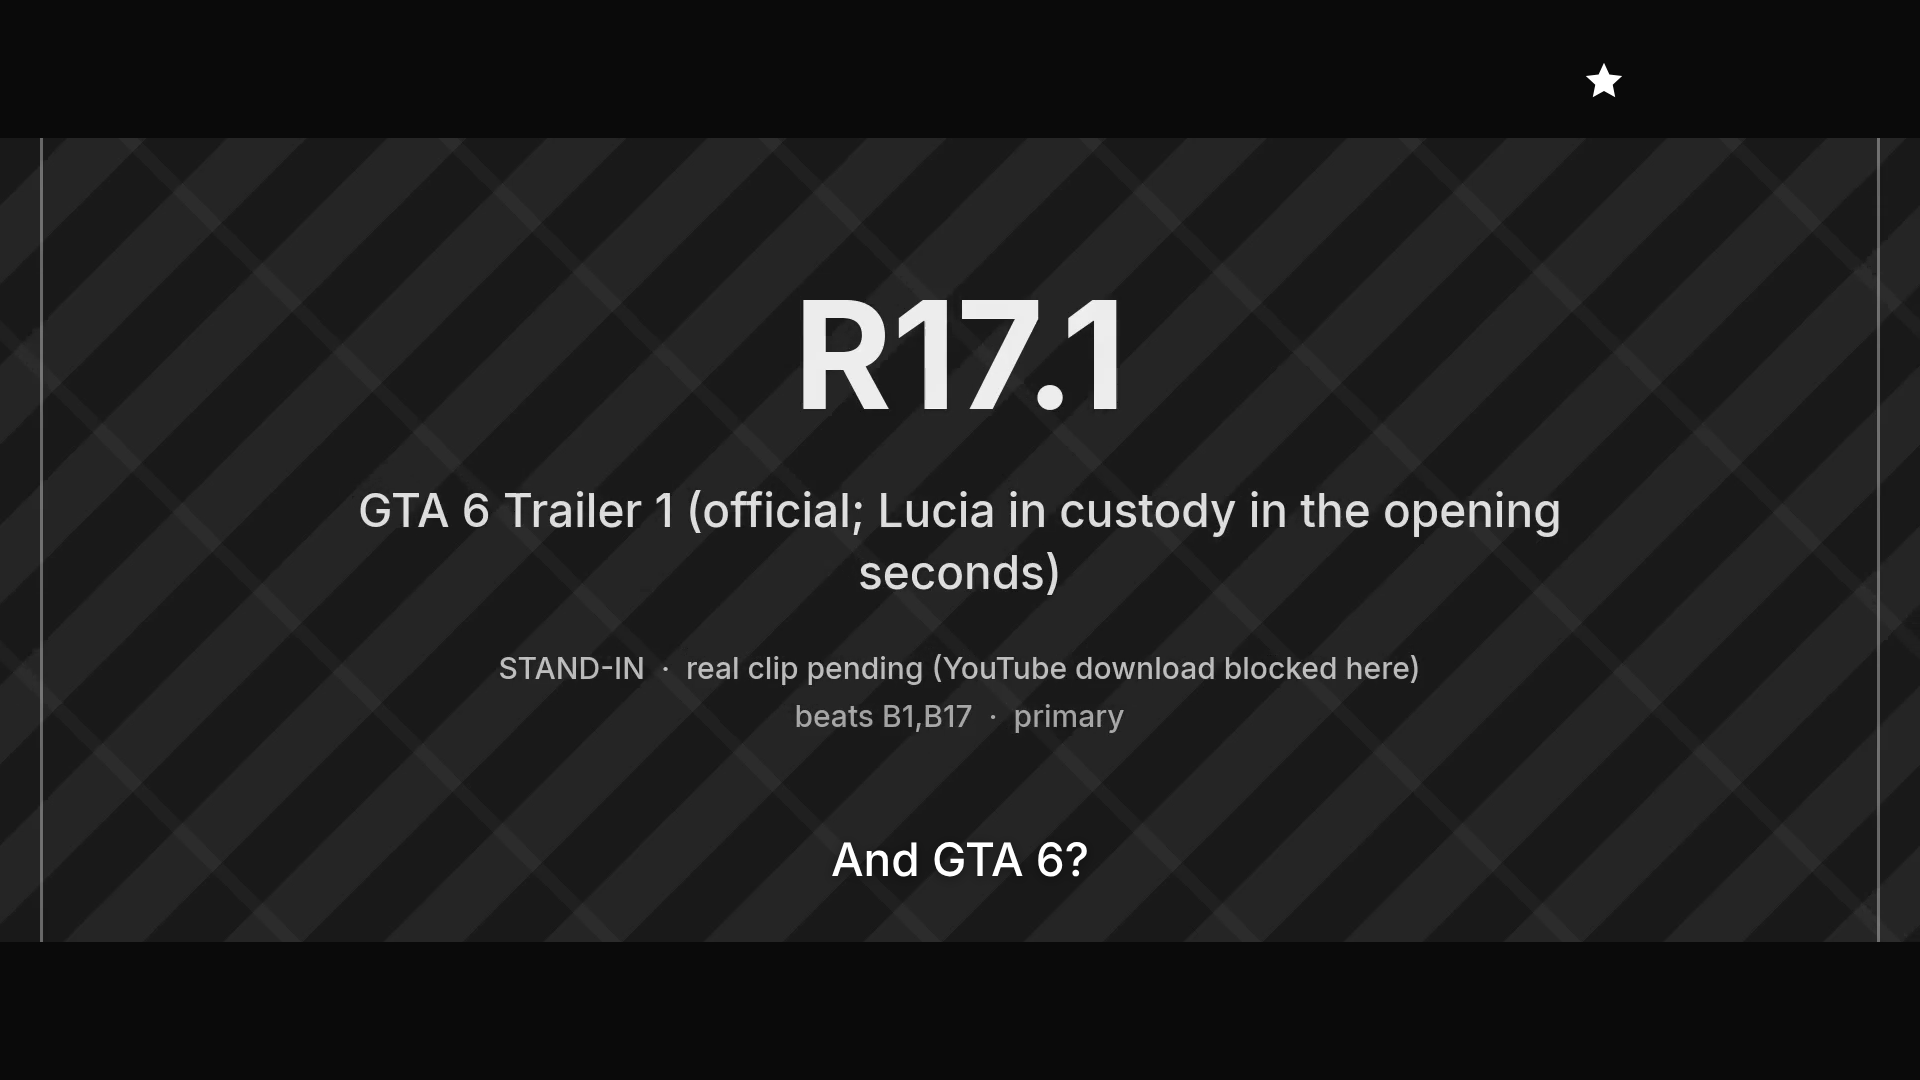 R17.1
GTA 6 Trailer 1 (official; Lucia in custody in the opening
seconds)
STAND-IN · real clip pending (YouTube download blocked here)
beats B1,B17 · primary
And GTA 6?